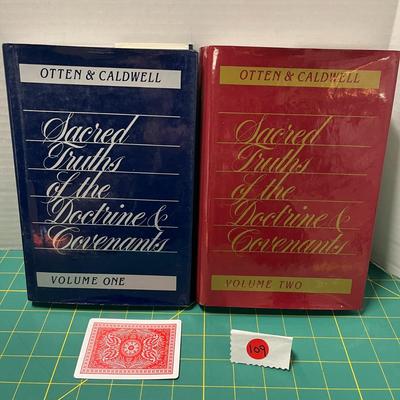 OTTEN & CALDWELL
Sacred
Truths
of the
Doctrine &
Covenants
VOLUME ONE
OTTEN & CALDWELL
Sacred
Truths
of the
Doctrine &
Covenants
VOLUME TWO
109